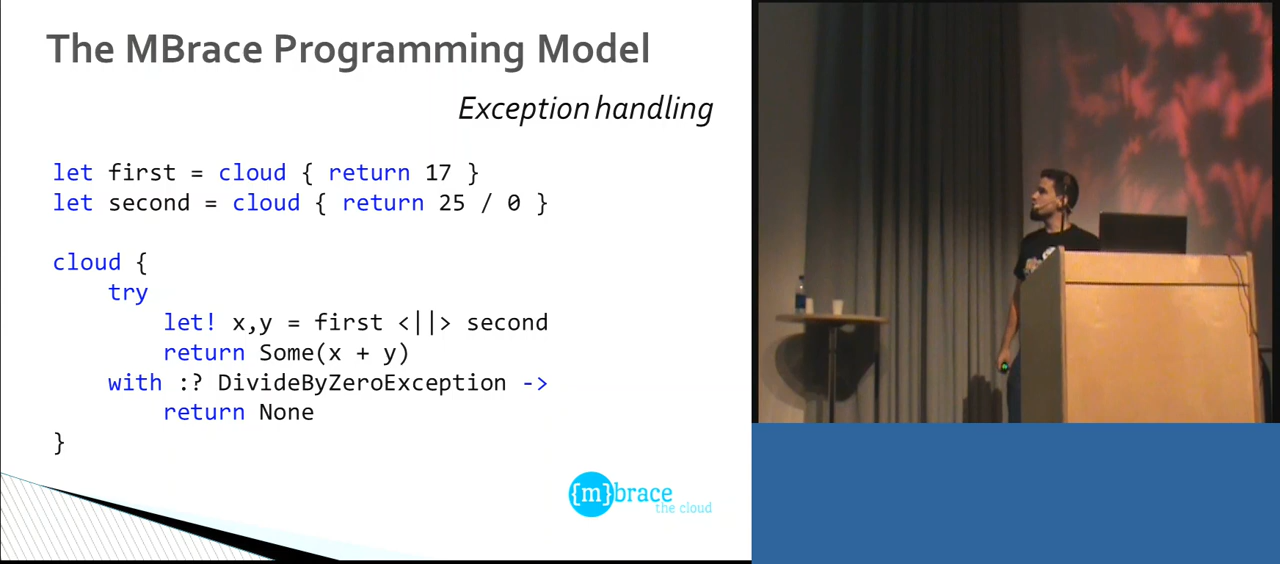 The MBrace Programming Model
Exception handling
let first = cloud { return 17 }
let second = cloud { return 25 / 0 }
cloud {
    try
        let! x,y = first <||> second
        return Some(x + y)
    with :? DivideByZeroException ->
        return None
}
{m}brace
the cloud